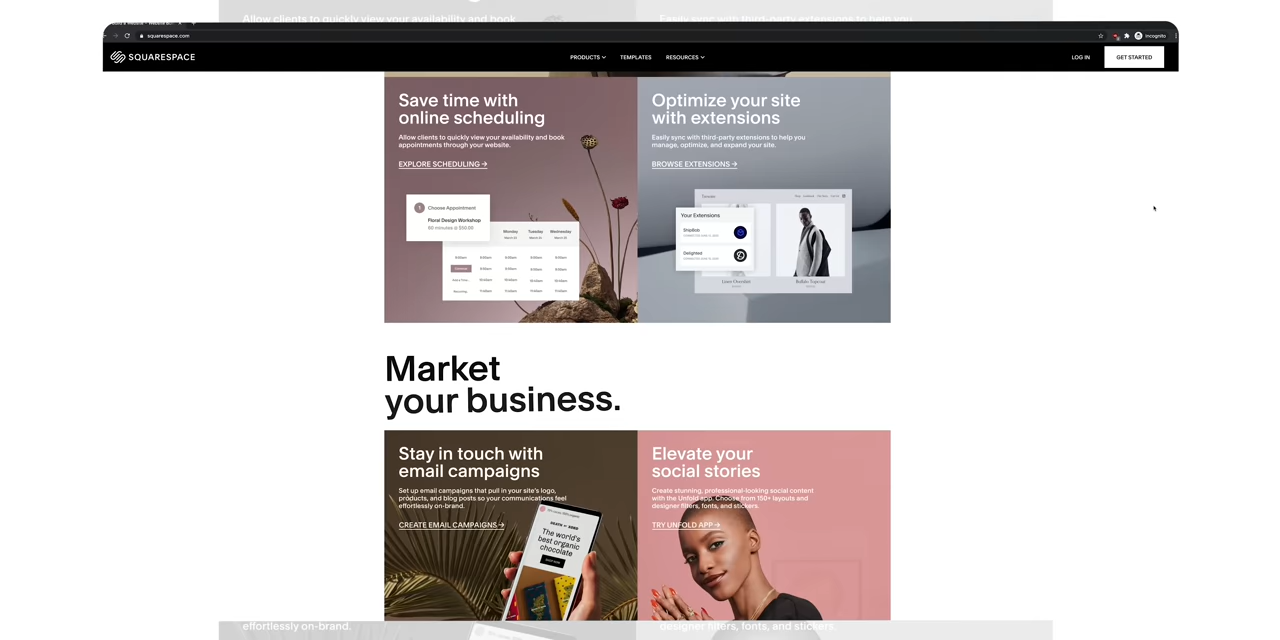 Allow clients to quickly view your availability and book
Easily sync with third-party extensions to help you
squarespace.com
Incognito
SQUARESPACE
PRODUCTS
TEMPLATES
RESOURCES
LOG IN
GET STARTED
Save time with
online scheduling
Allow clients to quickly view your availability and book
appointments through your website.
EXPLORE SCHEDULING →
Optimize your site
with extensions
Easily sync with third-party extensions to help you
manage, optimize, and expand your site.
BROWSE EXTENSIONS →
1 Choose Appointment
Floral Design Workshop
60 minutes @ $50.00
Monday
Tuesday
Wednesday
Your Extensions
ShipBob
Delighted
Market
your business.
Stay in touch with
email campaigns
Set up email campaigns that pull in your site's logo,
products, and blog posts so your communications feel
effortlessly on-brand.
CREATE EMAIL CAMPAIGNS →
The world's
best organic
chocolate
Elevate your
social stories
Create stunning, professional-looking social content
with the Unfold app. Choose from 150+ layouts and
designer filters, fonts, and stickers.
TRY UNFOLD APP →
effortlessly on-brand.
designer filters, fonts, and stickers.